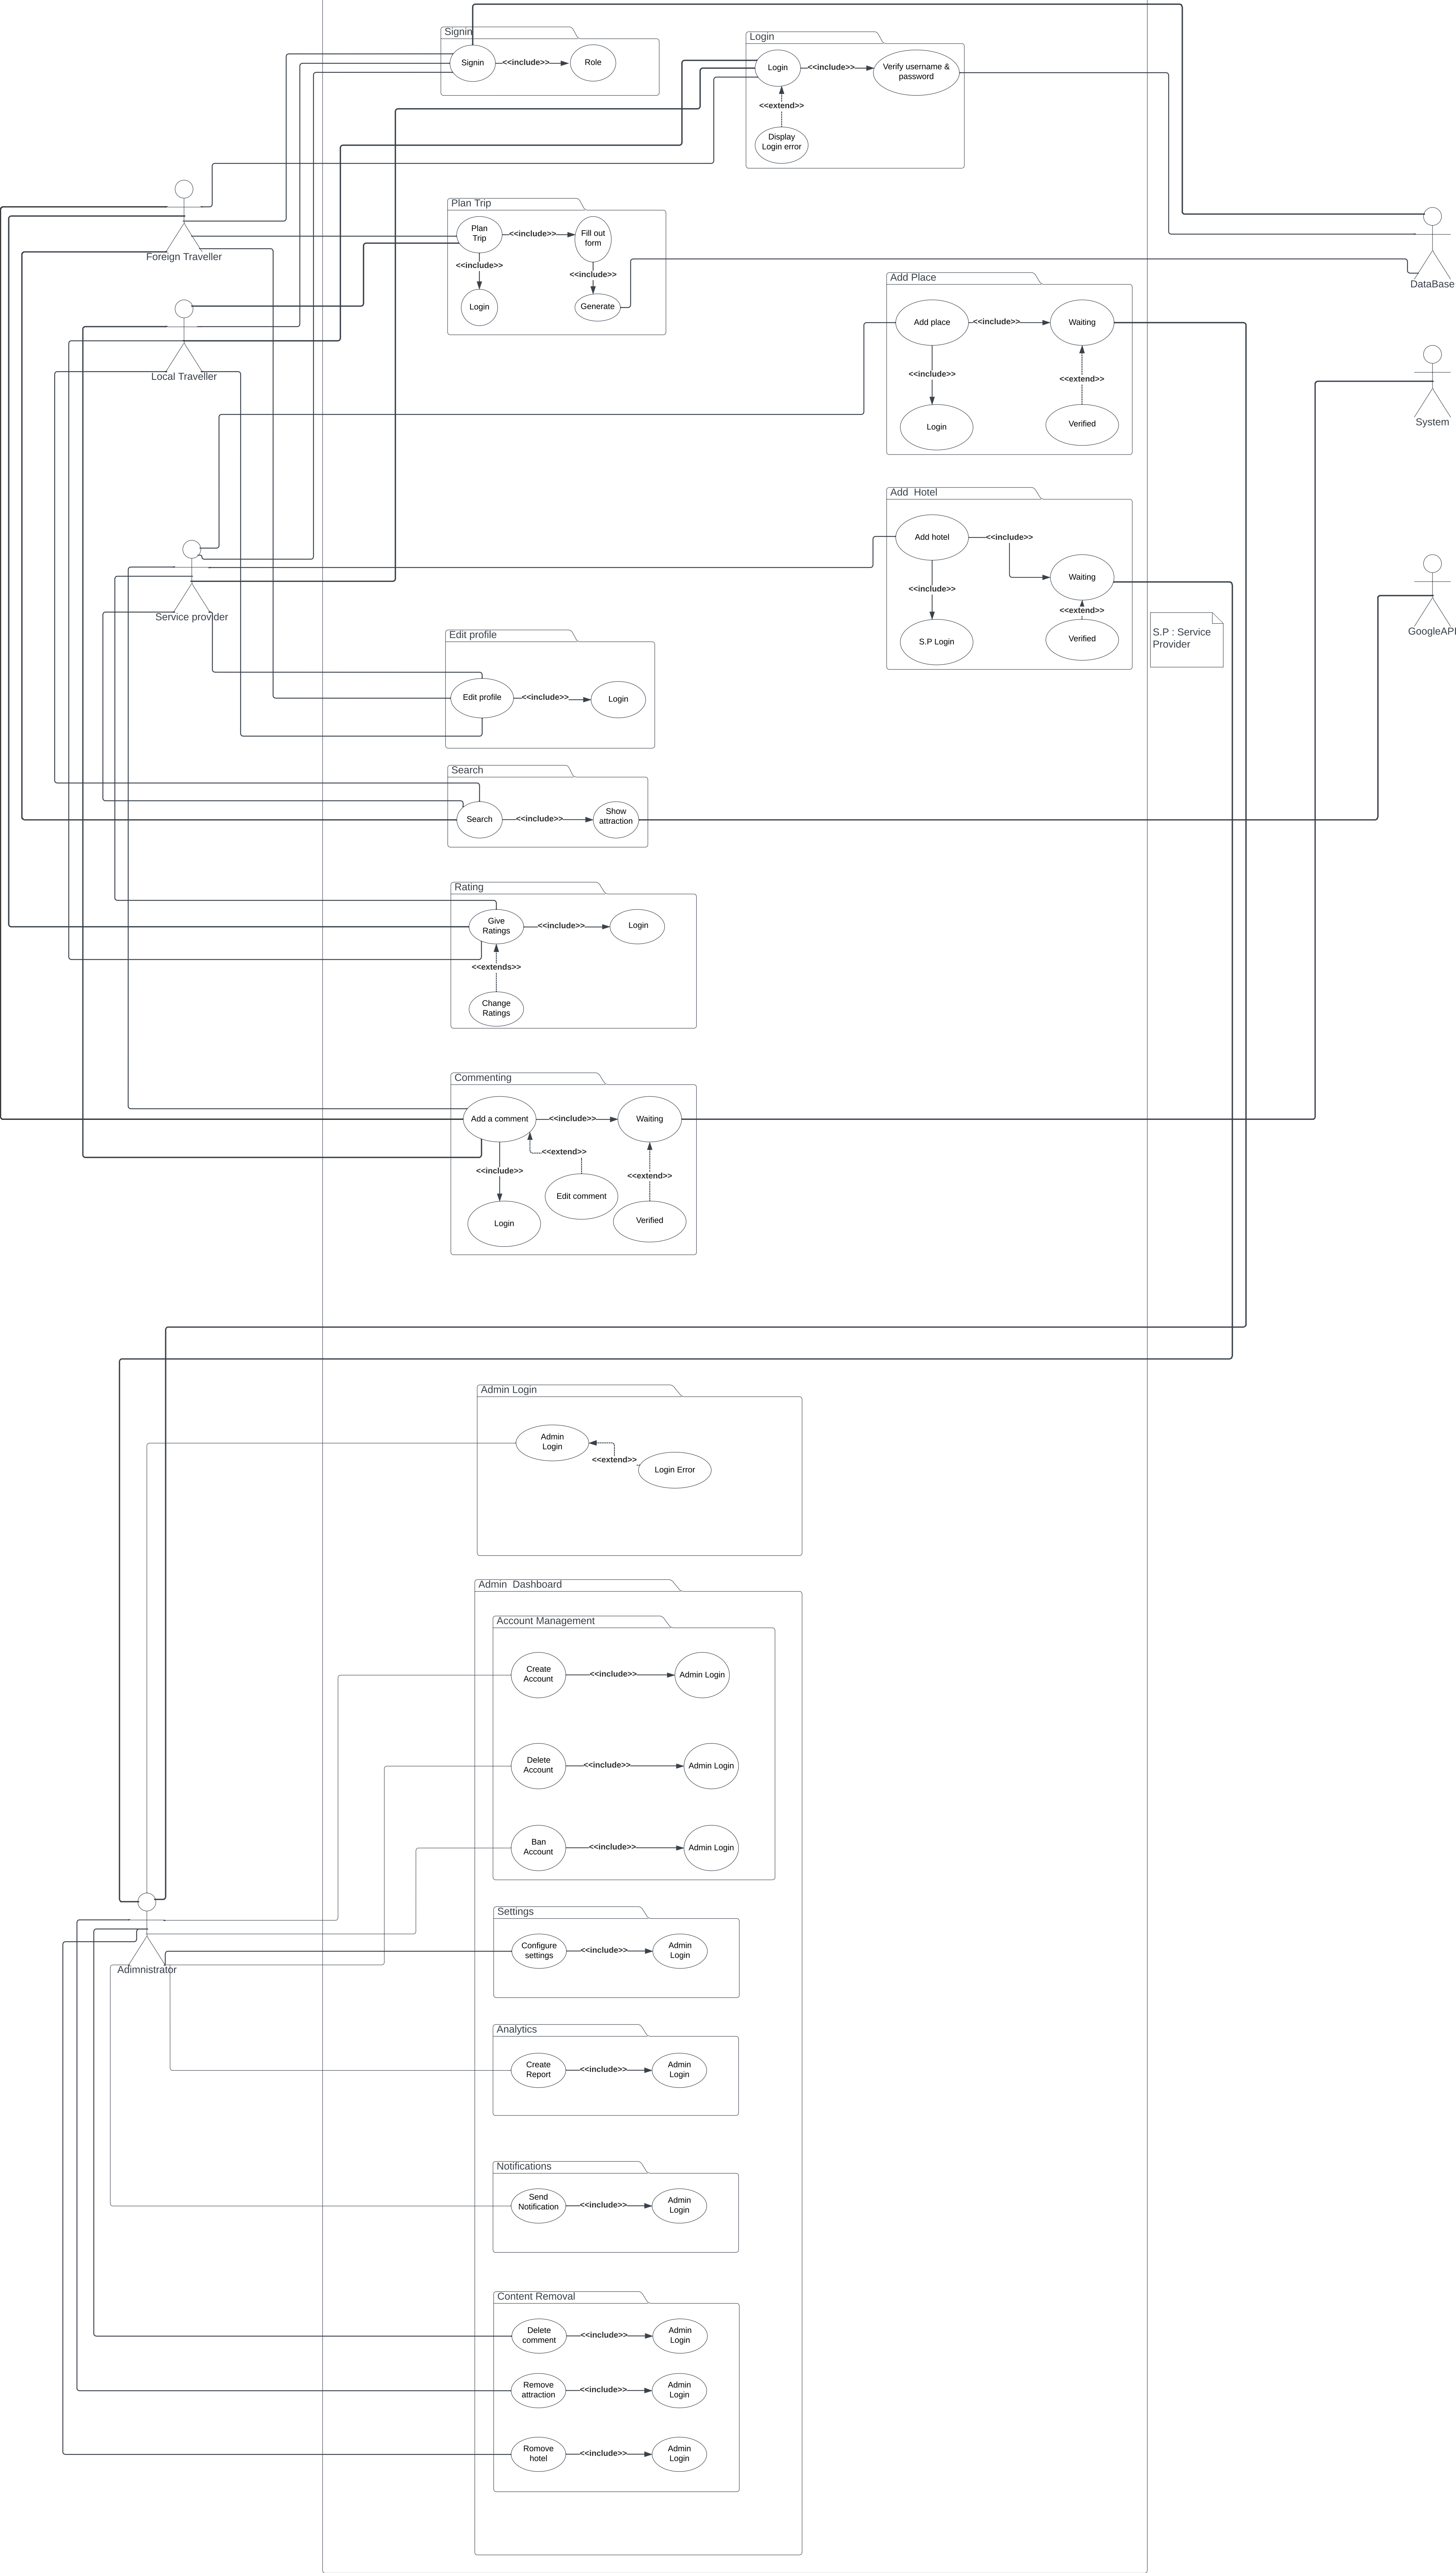 Signin
Signin
<<include>>
Role
Login
Login
<<include>>
Verify username &
password
<<extend>>
Display
Login error
Foreign Traveller
Plan Trip
Plan
Trip
<<include>>
Fill out
form
<<include>>
<<include>>
Login
Generate
DataBase
Local Traveller
Add Place
Add place
<<include>>
Waiting
<<include>>
<<extend>>
Login
Verified
System
Service provider
Add  Hotel
Add hotel
<<include>>
Waiting
<<include>>
<<extend>>
S.P Login
Verified
S.P : Service
Provider
GoogleAPI
Edit profile
Edit profile
<<include>>
Login
Search
Search
<<include>>
Show
attraction
Rating
Give
Ratings
<<include>>
Login
<<extends>>
Change
Ratings
Commenting
Add a comment
<<include>>
Waiting
<<extend>>
<<include>>
<<extend>>
Edit comment
Login
Verified
Admin Login
Admin
Login
<<extend>>
Login Error
Admin  Dashboard
Account Management
Create
Account
<<include>>
Admin Login
Delete
Account
<<include>>
Admin Login
Ban
Account
<<include>>
Admin Login
Adimnistrator
Settings
Configure
settings
<<include>>
Admin
Login
Analytics
Create
Report
<<include>>
Admin
Login
Notifications
Send
Notification
<<include>>
Admin
Login
Content Removal
Delete
comment
<<include>>
Admin
Login
Remove
attraction
<<include>>
Admin
Login
Romove
hotel
<<include>>
Admin
Login